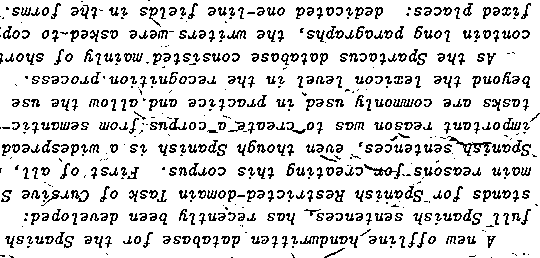 A new offline handwritten database for the Spanish
full Spanish sentences, has recently been developed:
stands for Spanish Restricted-domain Task of Cursive S
main reasons for creating this corpus. First of all,
Spanish sentences, even though Spanish is a widespread
important reason was to create a corpus from semantic-
tasks are commonly used in practice and allow the use
beyond the lexicon level in the recognition process.
As the Spartacus database consisted mainly of short
contain long paragraphs, the writers were asked to cop
fixed places: dedicated one-line fields in the forms.